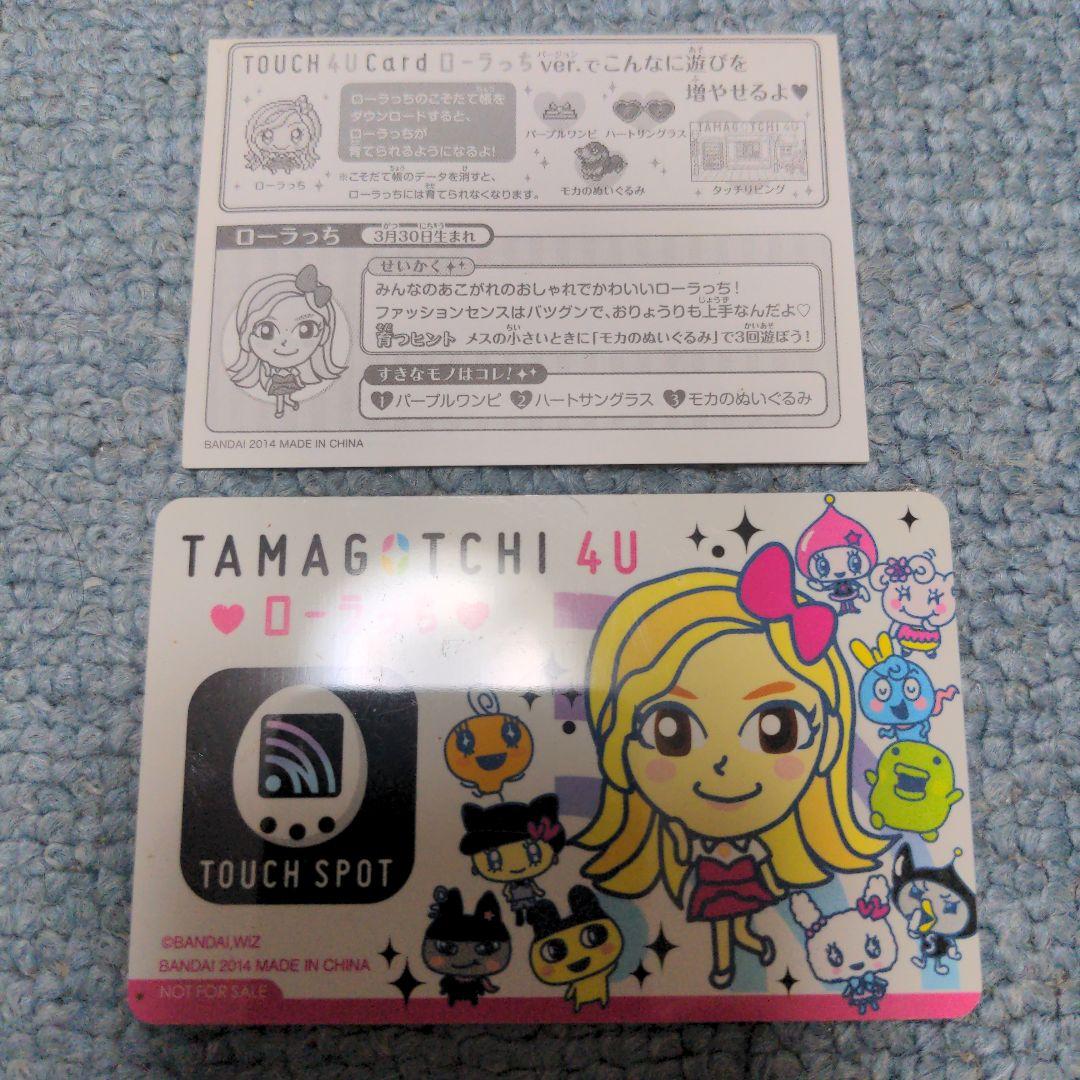 TOUCH 4U Card ローラっち ver.でこんなに遊びを
増やせるよ♥
ローラっちのこそだて帳を
ダウンロードすると、
ローラっちが
育てられるようになるよ!
※こそだて帳のデータを消すと、
ローラっちには育てられなくなります。
ローラっち
パープルワンピ
ハートサングラス
モカのぬいぐるみ
TAMAGOTCHI 4U
タッチリビング
ローラっち 3月30日生まれ
せいかく
みんなのあこがれのおしゃれでかわいいローラっち!
ファッションセンスはバツグンで、おりょうりも上手なんだよ♡
育つヒント メスの小さいときに「モカのぬいぐるみ」で3回遊ぼう!
すきなモノはコレ!
1 パープルワンピ 2 ハートサングラス 3 モカのぬいぐるみ
BANDAI 2014 MADE IN CHINA
TAMAGOTCHI 4U
♥ローラっち♥
TOUCH SPOT
©BANDAI,WIZ
BANDAI 2014 MADE IN CHINA
NOT FOR SALE